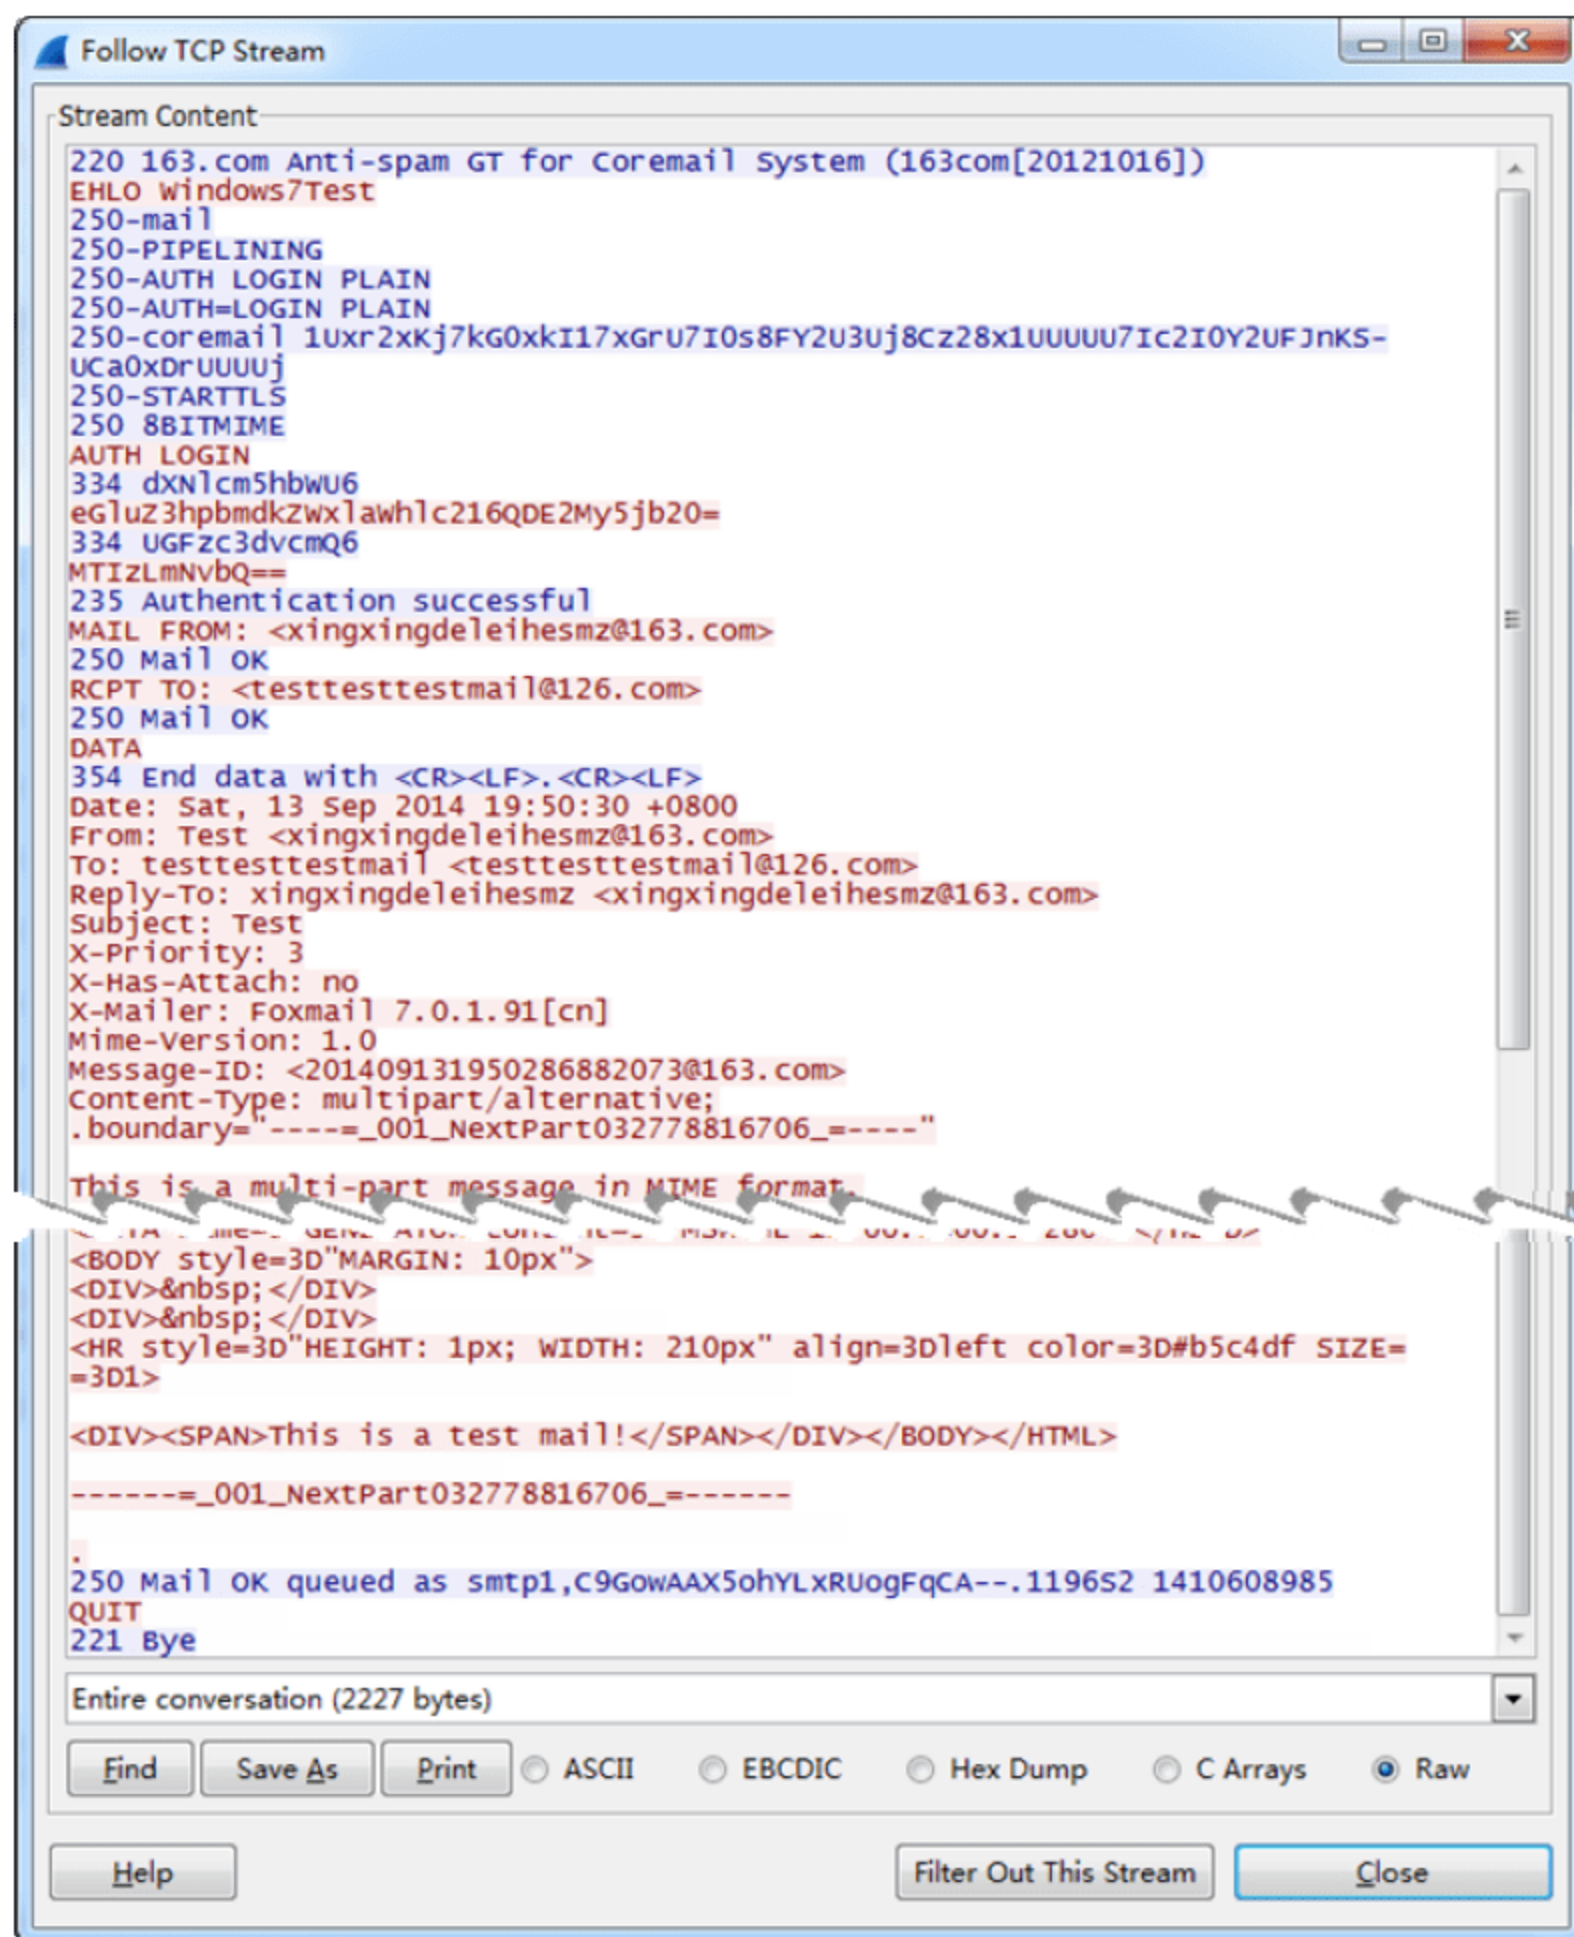 Follow TCP Stream
Stream Content
220 163.com Anti-spam GT for Coremail System (163com[20121016])
EHLO Windows7Test
250-mail
250-PIPELINING
250-AUTH LOGIN PLAIN
250-AUTH=LOGIN PLAIN
250-coremail 1Uxr2xKj7kG0xkI17xGrU7I0s8FY2U3Uj8Cz28x1UUUUU7Ic2I0Y2UFJnKS-
UCa0xDrUUUUj
250-STARTTLS
250 8BITMIME
AUTH LOGIN
334 dXNlcm5hbWU6
eGluZ3hpbmdkZWxlaWhlc216QDE2My5jb20=
334 UGFzc3dvcmQ6
MTIzLmNvbQ==
235 Authentication successful
MAIL FROM: <xingxingdeleihesmz@163.com>
250 Mail OK
RCPT TO: <testtesttestmail@126.com>
250 Mail OK
DATA
354 End data with <CR><LF>.<CR><LF>
Date: Sat, 13 Sep 2014 19:50:30 +0800
From: Test <xingxingdeleihesmz@163.com>
To: testtesttestmail <testtesttestmail@126.com>
Reply-To: xingxingdeleihesmz <xingxingdeleihesmz@163.com>
Subject: Test
X-Priority: 3
X-Has-Attach: no
X-Mailer: Foxmail 7.0.1.91[cn]
Mime-Version: 1.0
Message-ID: <201409131950286882073@163.com>
Content-Type: multipart/alternative;
.boundary="----=_001_NextPart032778816706_=----"
This is a multi-part message in MIME format.
<BODY style=3D"MARGIN: 10px">
<DIV>&nbsp;</DIV>
<DIV>&nbsp;</DIV>
<HR style=3D"HEIGHT: 1px; WIDTH: 210px" align=3Dleft color=3D#b5c4df SIZE=
=3D1>
<DIV><SPAN>This is a test mail!</SPAN></DIV></BODY></HTML>
------=_001_NextPart032778816706_=------
.
250 Mail OK queued as smtp1,C9GowAAX5ohYLxRUogFqCA--.1196S2 1410608985
QUIT
221 Bye
Entire conversation (2227 bytes)
Find Save As Print ASCII EBCDIC Hex Dump C Arrays Raw
Help Filter Out This Stream Close